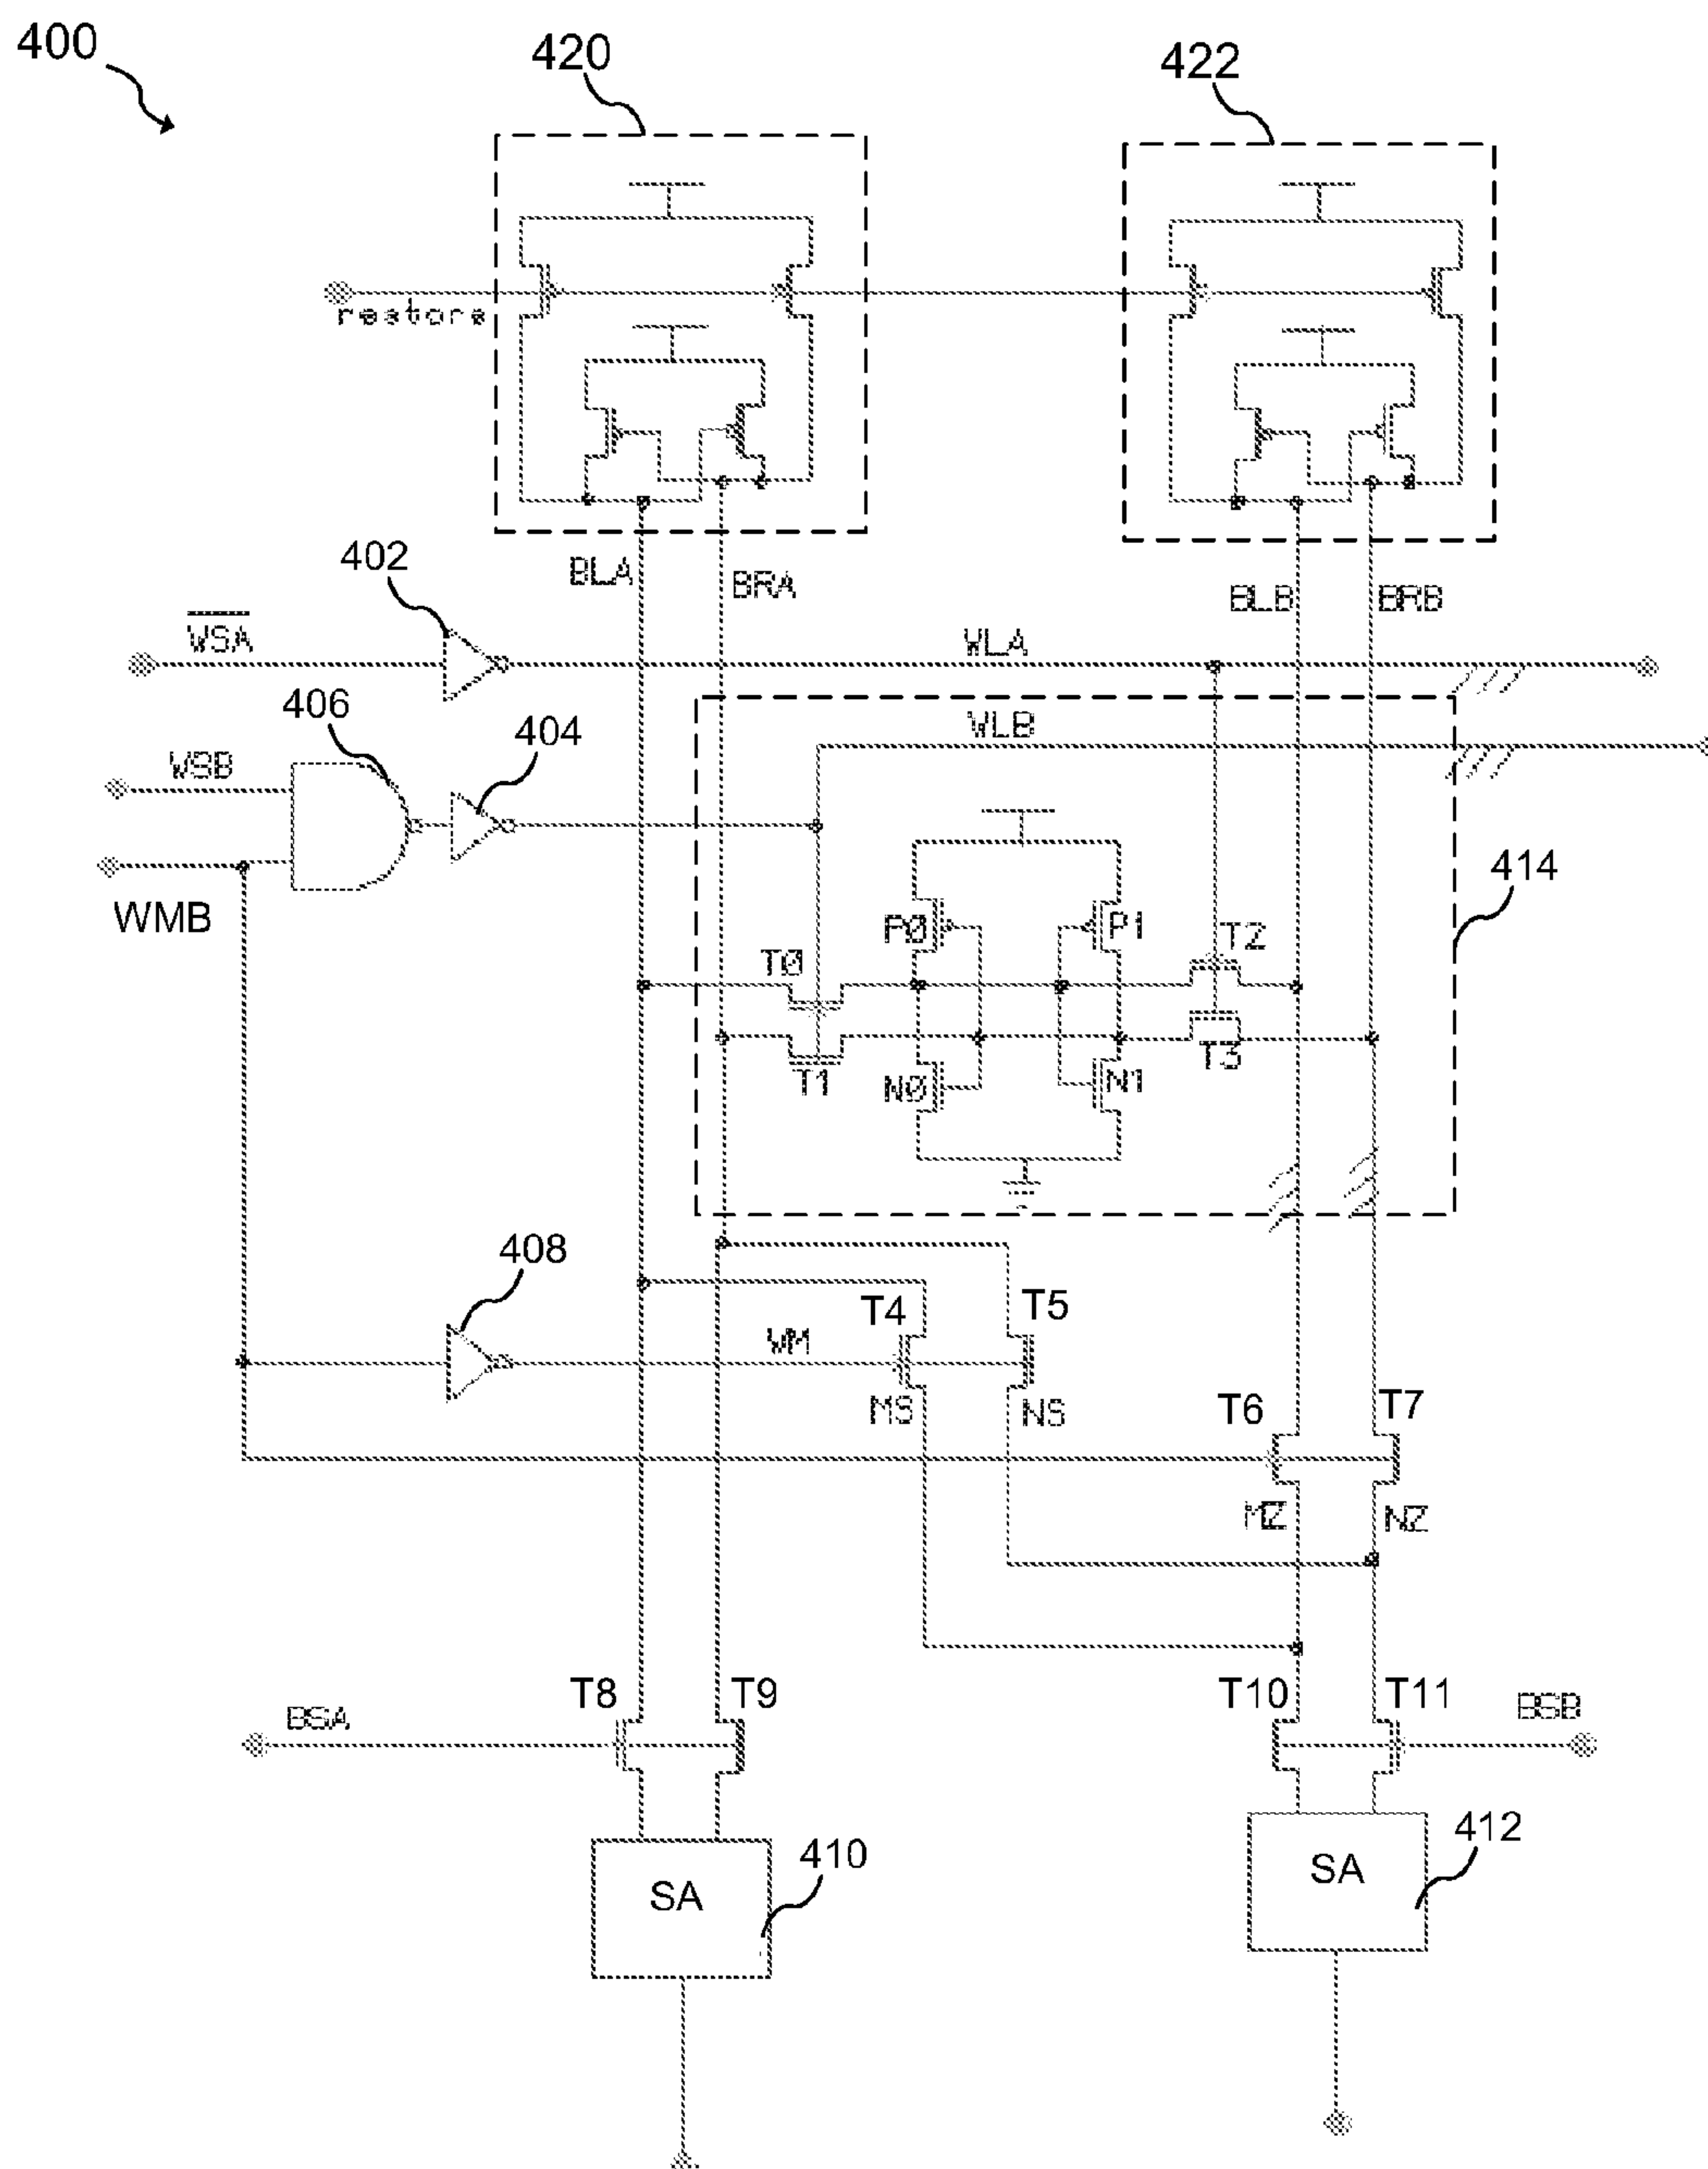 400
420
422
restore
402
BLA
BRA
BLB
BRB
WSA
WLA
406
404
WLB
WSB
414
WMB
P0
P1
T0
T2
T1
N0
N1
T3
408
T4
T5
WM
MS
NS
T6
T7
MZ
NZ
T8
T9
T10
T11
BSA
BSB
410
412
SA
SA